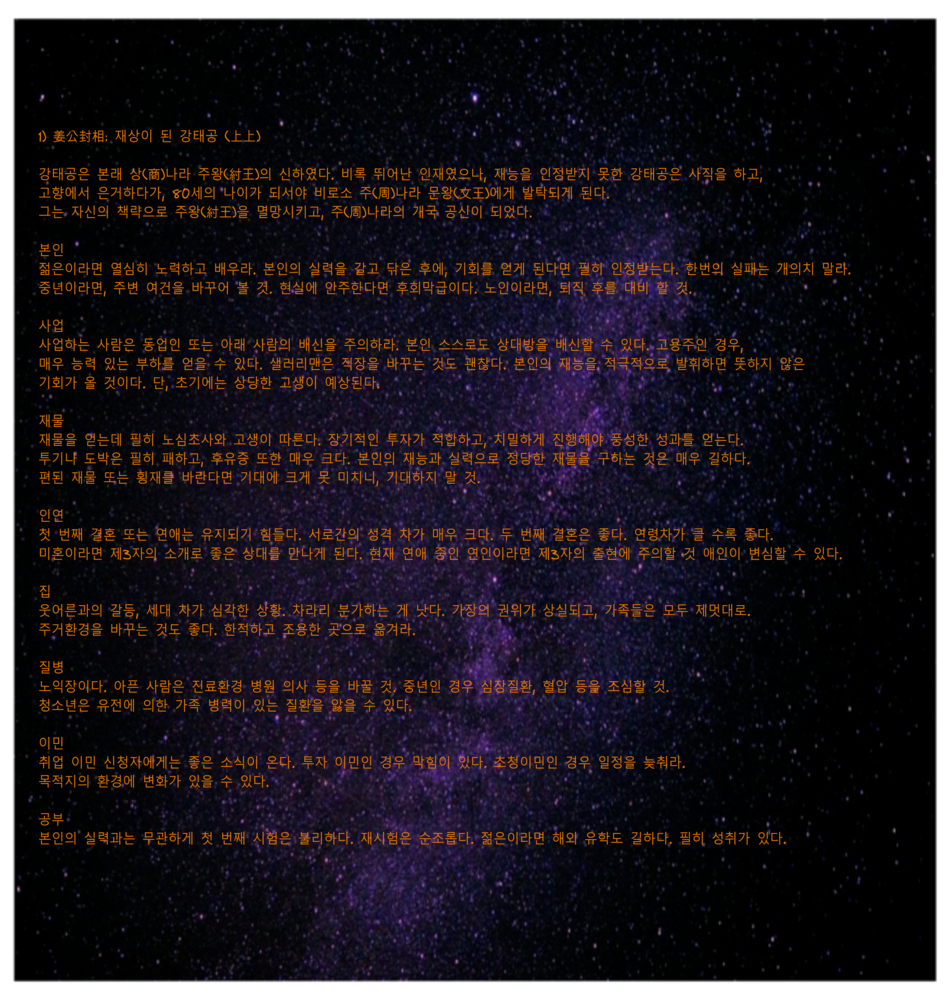 1) 姜公封相: 재상이 된 강태공 (上上)
강태공은 본래 상(商)나라 주왕(紂王)의 신하였다. 비록 뛰어난 인재였으나, 재능을 인정받지 못한 강태공은 사직을 하고,
고향에서 은거하다가, 80세의 나이가 되서야 비로소 주(周)나라 문왕(文王)에게 발탁되게 된다.
그는 자신의 책략으로 주왕(紂王)을 멸망시키고, 주(周)나라의 개국 공신이 되었다.
본인
젊은이라면 열심히 노력하고 배우라. 본인의 실력을 갈고 닦은 후에, 기회를 얻게 된다면 필히 인정받는다. 한번의 실패는 개의치 말라.
중년이라면, 주변 여건을 바꾸어 볼 것. 현실에 안주한다면 후회막급이다. 노인이라면, 퇴직 후를 대비 할 것.
사업
사업하는 사람은 동업인 또는 아래 사람의 배신을 주의하라. 본인 스스로도 상대방을 배신할 수 있다. 고용주인 경우,
매우 능력 있는 부하를 얻을 수 있다. 샐러리맨은 직장을 바꾸는 것도 괜찮다. 본인의 재능을 적극적으로 발휘하면 뜻하지 않은
기회가 올 것이다. 단, 초기에는 상당한 고생이 예상된다.
재물
재물을 얻는데 필히 노심초사와 고생이 따른다. 장기적인 투자가 적합하고, 치밀하게 진행해야 풍성한 성과를 얻는다.
투기나 도박은 필히 패하고, 후유증 또한 매우 크다. 본인의 재능과 실력으로 정당한 재물을 구하는 것은 매우 길하다.
편된 재물 또는 횡재를 바란다면 기대에 크게 못 미치니, 기대하지 말 것.
인연
첫 번째 결혼 또는 연애는 유지되기 힘들다. 서로간의 성격 차가 매우 크다. 두 번째 결혼은 좋다. 연령차가 클 수록 좋다.
미혼이라면 제3자의 소개로 좋은 상대를 만나게 된다. 현재 연애 중인 연인이라면 제3자의 출현에 주의할 것 애인이 변심할 수 있다.
집
웃어른과의 갈등, 세대 차가 심각한 상황. 차라리 분가하는 게 낫다. 가장의 권위가 상실되고, 가족들은 모두 제멋대로.
주거환경을 바꾸는 것도 좋다. 한적하고 조용한 곳으로 옮겨라.
질병
노익장이다. 아픈 사람은 진료환경 병원 의사 등을 바꿀 것. 중년인 경우 심장질환, 혈압 등을 조심할 것.
청소년은 유전에 의한 가족 병력이 있는 질환을 앓을 수 있다.
이민
취업 이민 신청자에게는 좋은 소식이 온다. 투자 이민인 경우 막힘이 있다. 초청이민인 경우 일정을 늦춰라.
목적지의 환경에 변화가 있을 수 있다.
공부
본인의 실력과는 무관하게 첫 번째 시험은 불리하다. 재시험은 순조롭다. 젊은이라면 해외 유학도 길하다. 필히 성취가 있다.